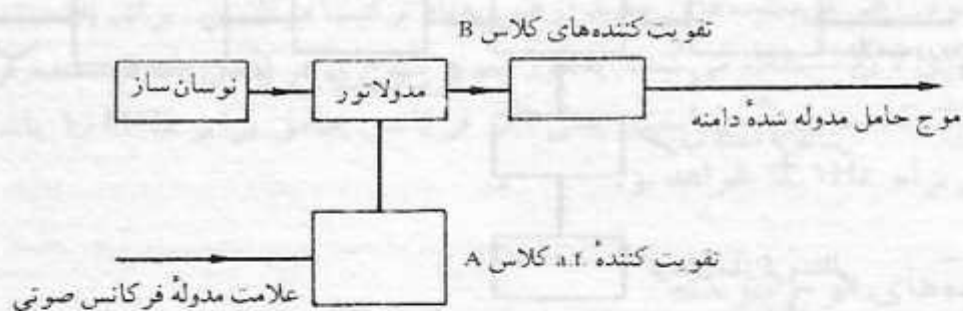 تقویت‌کننده‌های کلاس B
نوسان‌ساز
مدولاتور
موج حامل مدوله شدهٔ دامنه
تقویت کنندهٔ a.f. کلاس A
علامت مدولهٔ فرکانس صوتی